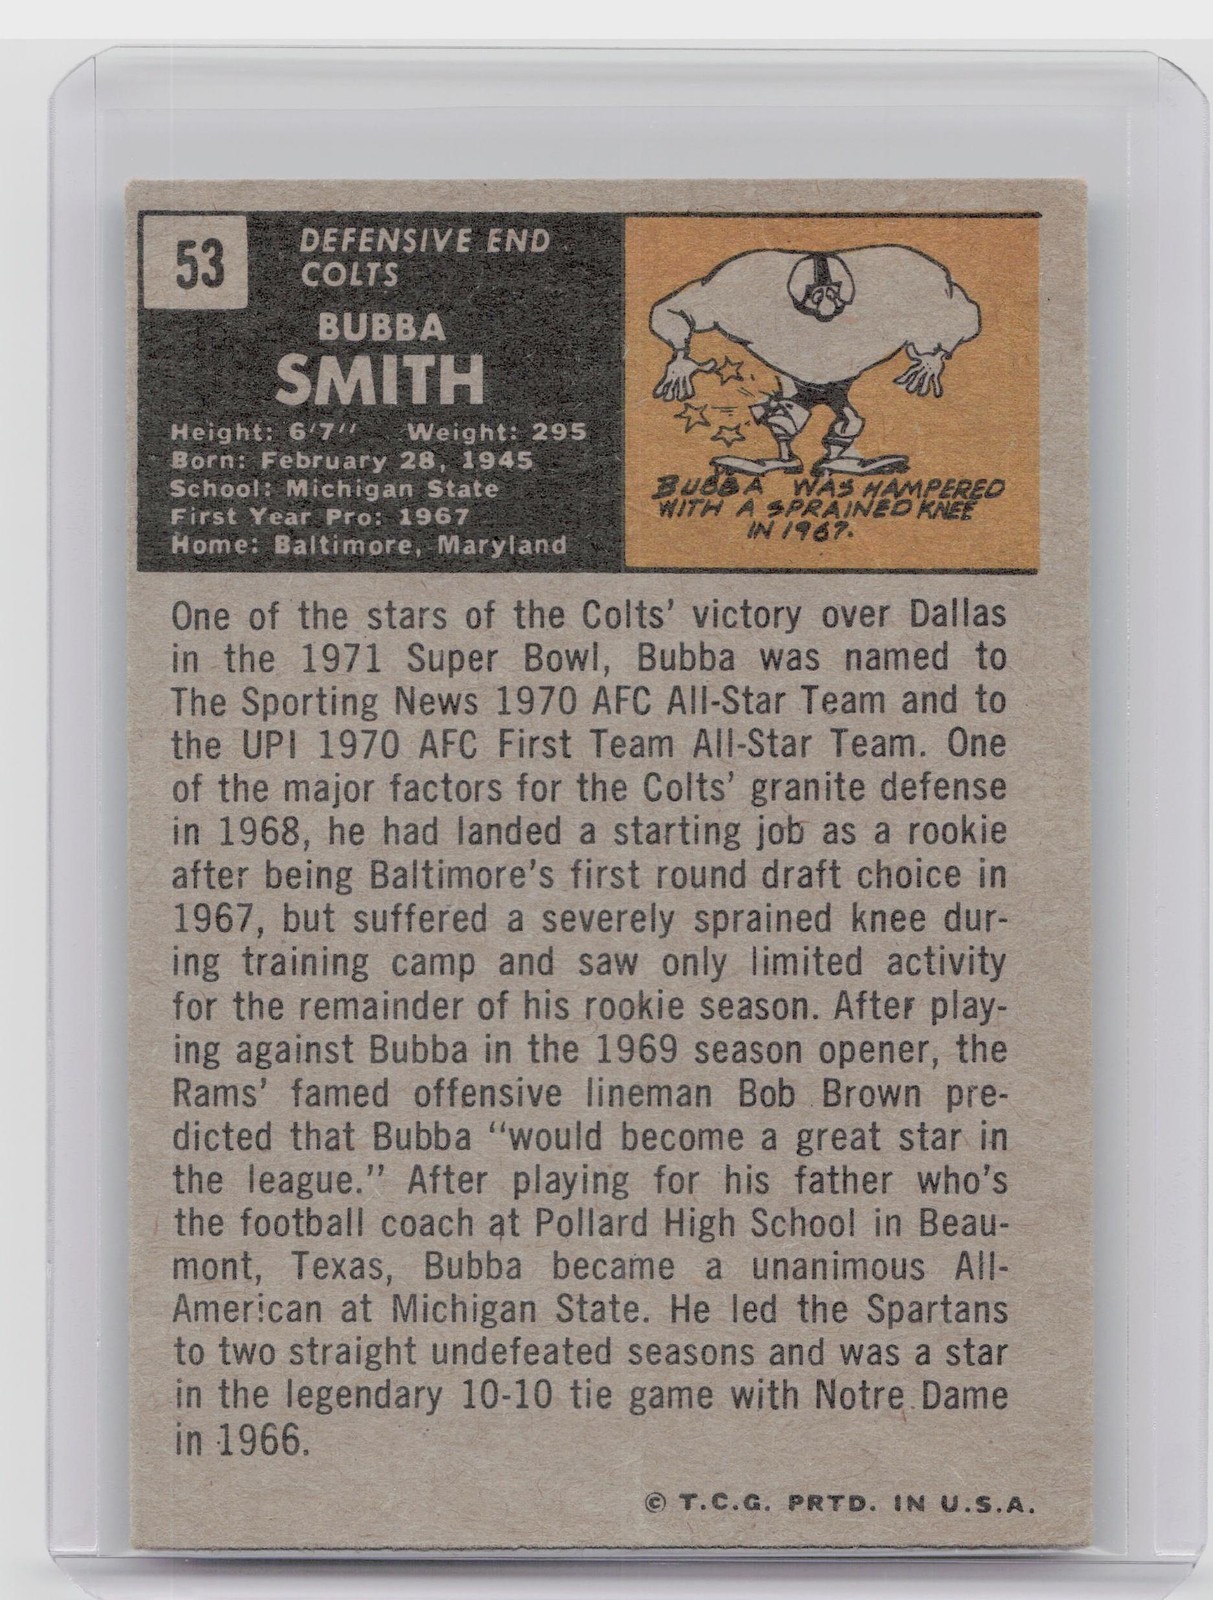 53
DEFENSIVE END
COLTS
BUBBA
SMITH
Height: 6'7'' Weight: 295
Born: February 28, 1945
School: Michigan State
First Year Pro: 1967
Home: Baltimore, Maryland
BUBBA WAS HAMPERED
WITH A SPRAINED KNEE
IN 1967.
One of the stars of the Colts' victory over Dallas
in the 1971 Super Bowl, Bubba was named to
The Sporting News 1970 AFC All-Star Team and to
the UPI 1970 AFC First Team All-Star Team. One
of the major factors for the Colts' granite defense
in 1968, he had landed a starting job as a rookie
after being Baltimore's first round draft choice in
1967, but suffered a severely sprained knee dur-
ing training camp and saw only limited activity
for the remainder of his rookie season. After play-
ing against Bubba in the 1969 season opener, the
Rams' famed offensive lineman Bob Brown pre-
dicted that Bubba "would become a great star in
the league." After playing for his father who's
the football coach at Pollard High School in Beau-
mont, Texas, Bubba became a unanimous All-
American at Michigan State. He led the Spartans
to two straight undefeated seasons and was a star
in the legendary 10-10 tie game with Notre Dame
in 1966.
© T.C.G. PRTD. IN U.S.A.